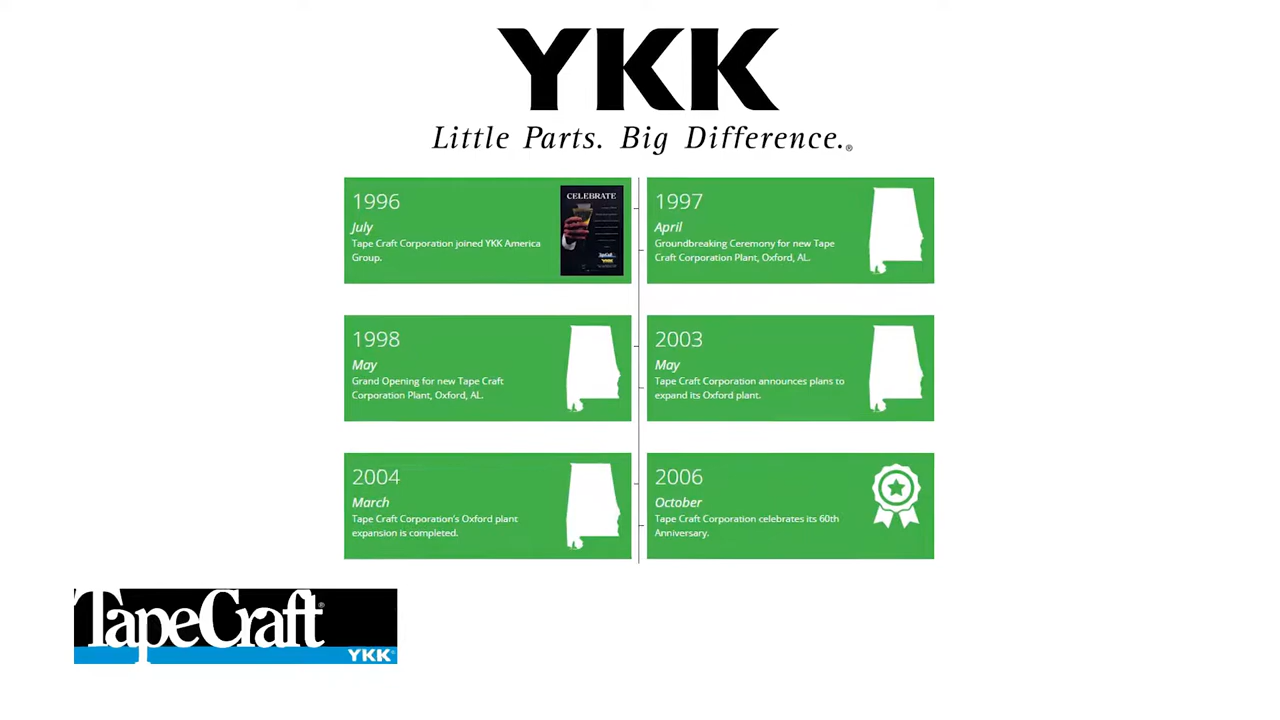 YKK
Little Parts. Big Difference.®
1996
July
Tape Craft Corporation joined YKK America
Group.
CELEBRATE
TapeCraft
YKK
1997
April
Groundbreaking Ceremony for new Tape
Craft Corporation Plant, Oxford, AL.
1998
May
Grand Opening for new Tape Craft
Corporation Plant, Oxford, AL.
2003
May
Tape Craft Corporation announces plans to
expand its Oxford plant.
2004
March
Tape Craft Corporation's Oxford plant
expansion is completed.
2006
October
Tape Craft Corporation celebrates its 60th
Anniversary.
TapeCraft®
YKK®